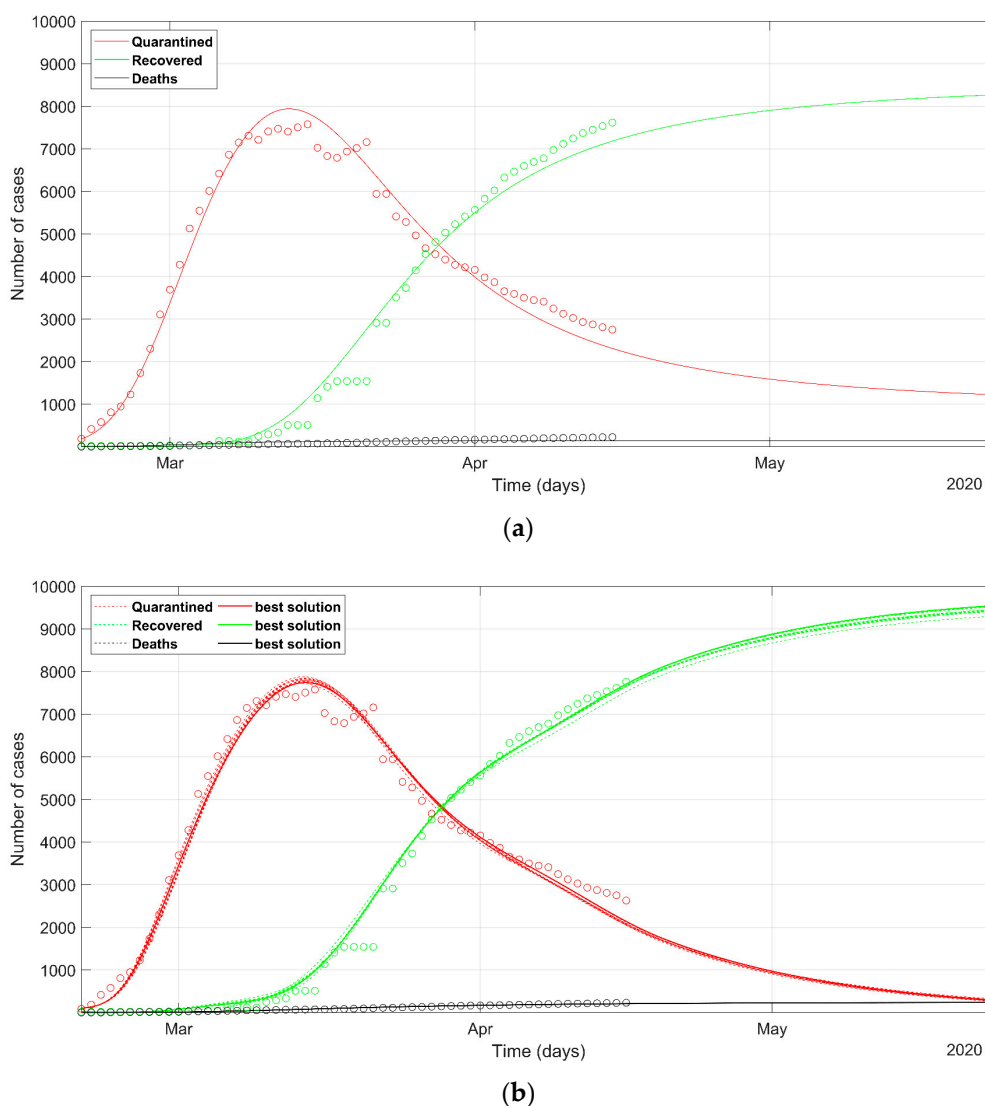 10000
9000
8000
7000
6000
5000
4000
3000
2000
1000
Number of cases
Quarantined
Recovered
Deaths
Mar Apr May
Time (days)
2020
(a)
10000
9000
8000
7000
6000
5000
4000
3000
2000
1000
Number of cases
Quarantined best solution
Recovered best solution
Deaths best solution
Mar Apr May
Time (days)
2020
(b)